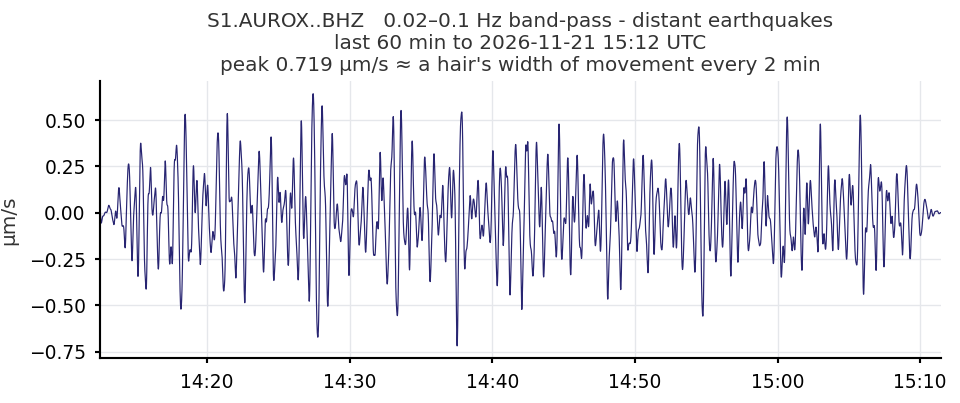 S1.AUROX..BHZ   0.02–0.1 Hz band-pass - distant earthquakes
last 60 min to 2026-11-21 15:12 UTC
peak 0.719 µm/s ≈ a hair's width of movement every 2 min
0.50
0.25
0.00
−0.25
−0.50
−0.75
µm/s
14:20 14:30 14:40 14:50 15:00 15:10